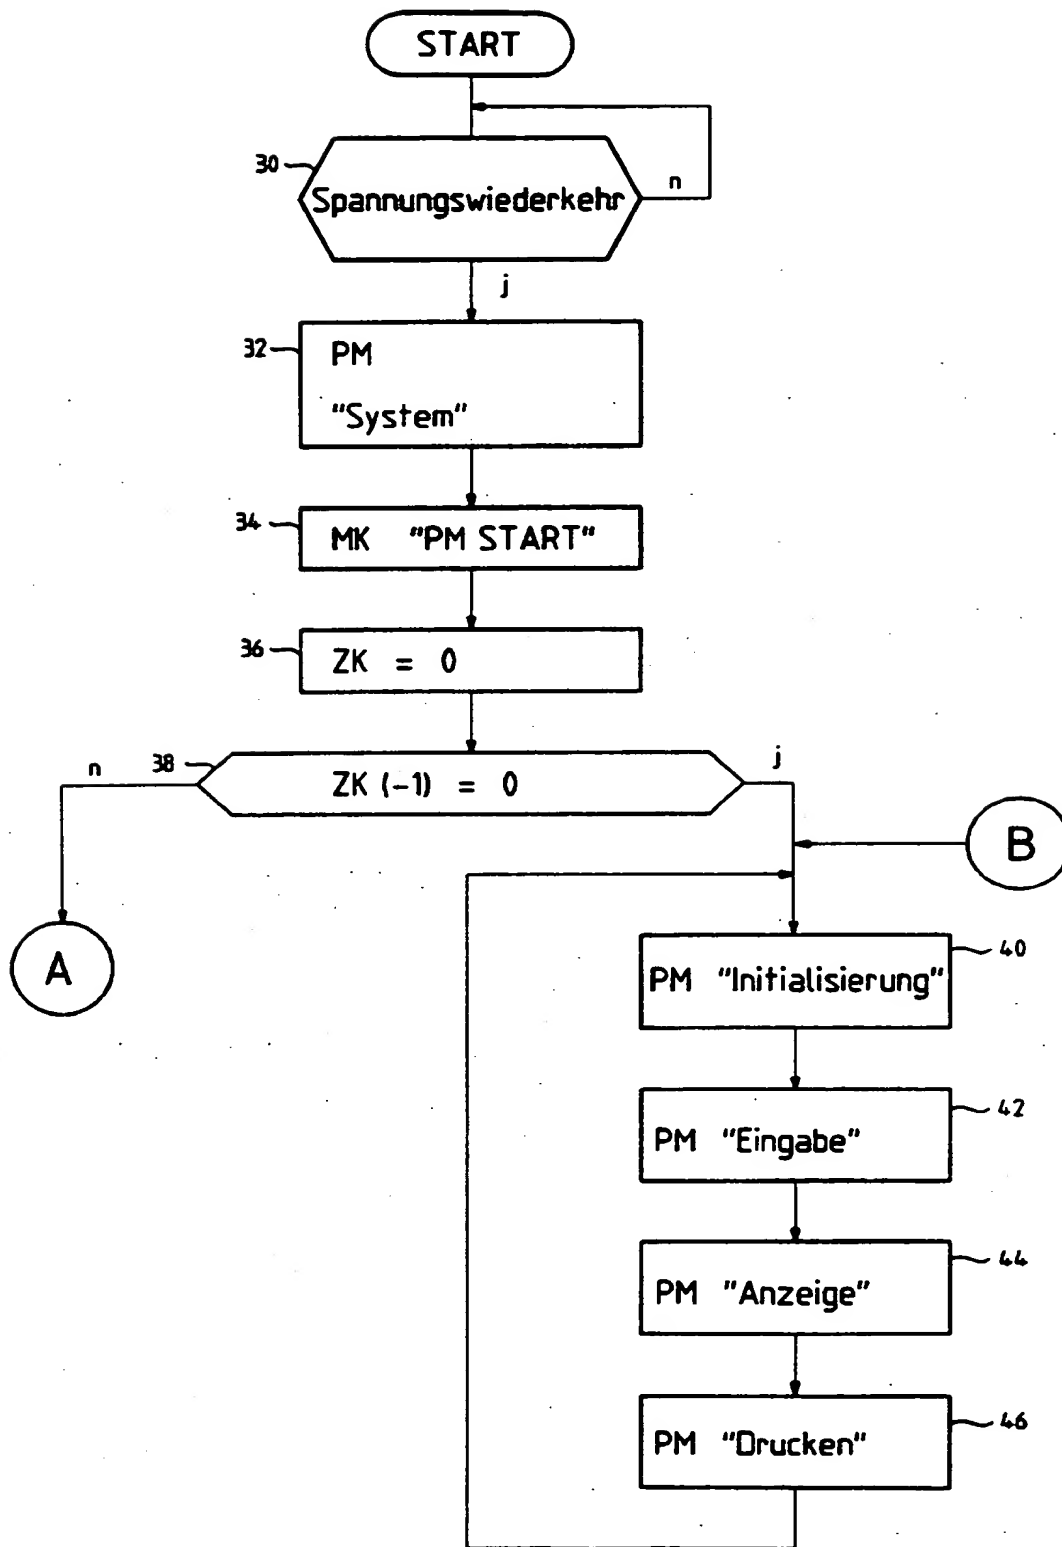 START
30
Spannungswiederkehr
n
j
32
PM
"System"
34
MK "PM START"
36
ZK = 0
n
38
ZK (-1) = 0
j
B
A
40
PM "Initialisierung"
42
PM "Eingabe"
44
PM "Anzeige"
46
PM "Drucken"